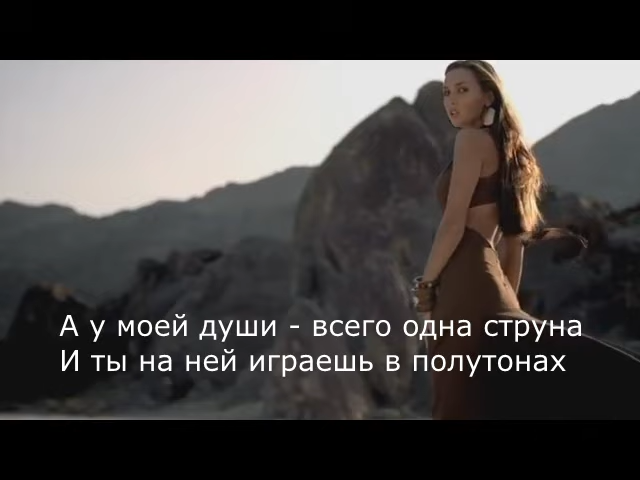 А у моей души - всего одна струна
И ты на ней играешь в полутонах